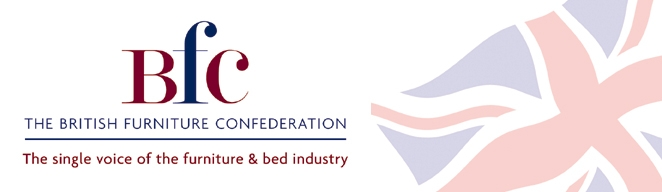 BfC
THE BRITISH FURNITURE CONFEDERATION
The single voice of the furniture & bed industry